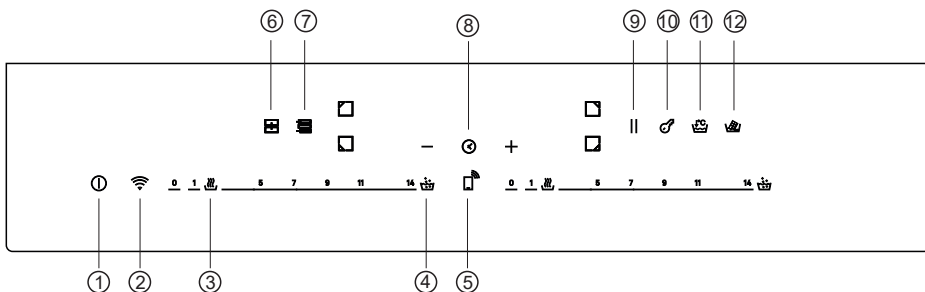 ⑥ ⑦ ⑧ ⑨ ⑩ ⑪ ⑫
°C
0 1 5 7 9 11 14 0 1 5 7 9 11 14
① ② ③ ④ ⑤